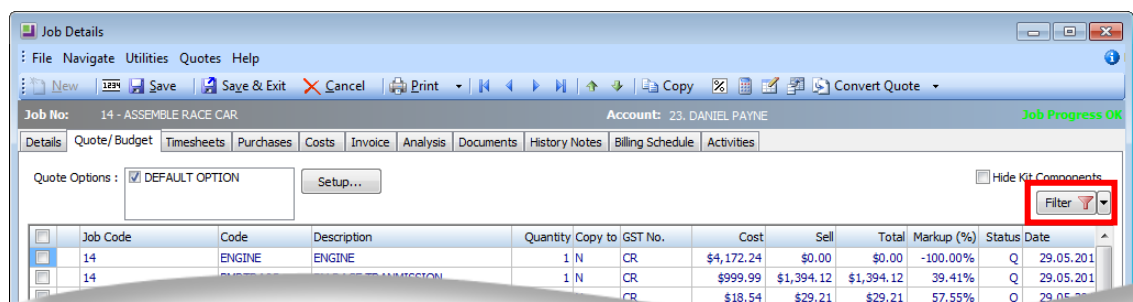 Job Details
File Navigate Utilities Quotes Help
New 1234 Save Save & Exit Cancel Print Copy % Convert Quote
Job No: 14 - ASSEMBLE RACE CAR Account: 23. DANIEL PAYNE Job Progress OK
Details Quote/Budget Timesheets Purchases Costs Invoice Analysis Documents History Notes Billing Schedule Activities
Quote Options : DEFAULT OPTION Setup... Hide Kit Components
Filter
Job Code Code Description Quantity Copy to GST No. Cost Sell Total Markup (%) Status Date
14 ENGINE ENGINE 1 N CR $4,172.24 $0.00 $0.00 -100.00% Q 29.05.201
14 1 N CR $999.99 $1,394.12 $1,394.12 39.41% Q 29.05.201
CR $18.54 $29.21 $29.21 57.55% Q